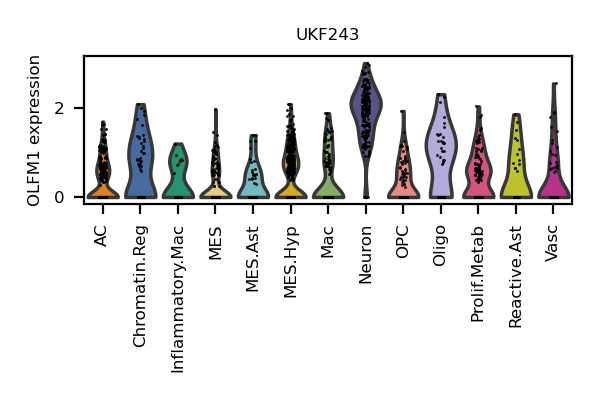 UKF243
OLFM1 expression
2
0
AC
Chromatin.Reg
Inflammatory.Mac
MES
MES.Ast
MES.Hyp
Mac
Neuron
OPC
Oligo
Prolif.Metab
Reactive.Ast
Vasc